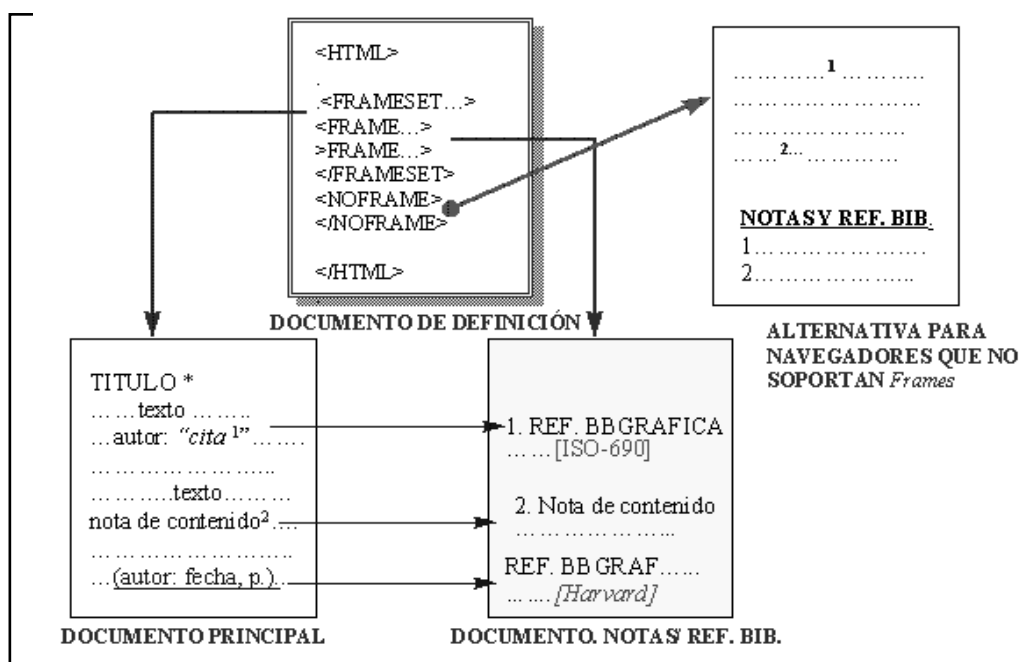 <HTML>
.
.<FRAMESET...>
<FRAME...>
>FRAME...>
</FRAMESET>
<NOFRAME>
</NOFRAME>
</HTML>
.
DOCUMENTO DE DEFINICIÓN
... ... ... ...1 ... ... ...
... ... ... ... ... ... ...
... ... ... ... ... ... ...
... ...2... ... ... ... ...
NOTAS Y REF. BIB.
1... ... ... ... ... ... ...
2... ... ... ... ... ... ..
ALTERNATIVA PARA
NAVEGADORES QUE NO
SOPORTAN Frames
TITULO *
... ...texto ... ...
...autor: “cita 1”... ...
... ... ... ... ... ... ..
... ... ...texto... ... ...
nota de contenido2....
... ... ... ... ... ... ...
...(autor: fecha, p.)..
DOCUMENTO PRINCIPAL
1. REF. BBGRAFICA
... ...[ISO-690]
2. Nota de contenido
... ... ... ... ... ...
REF. BBGRAF... ...
... ...[Harvard]
DOCUMENTO. NOTAS/ REF. BIB.